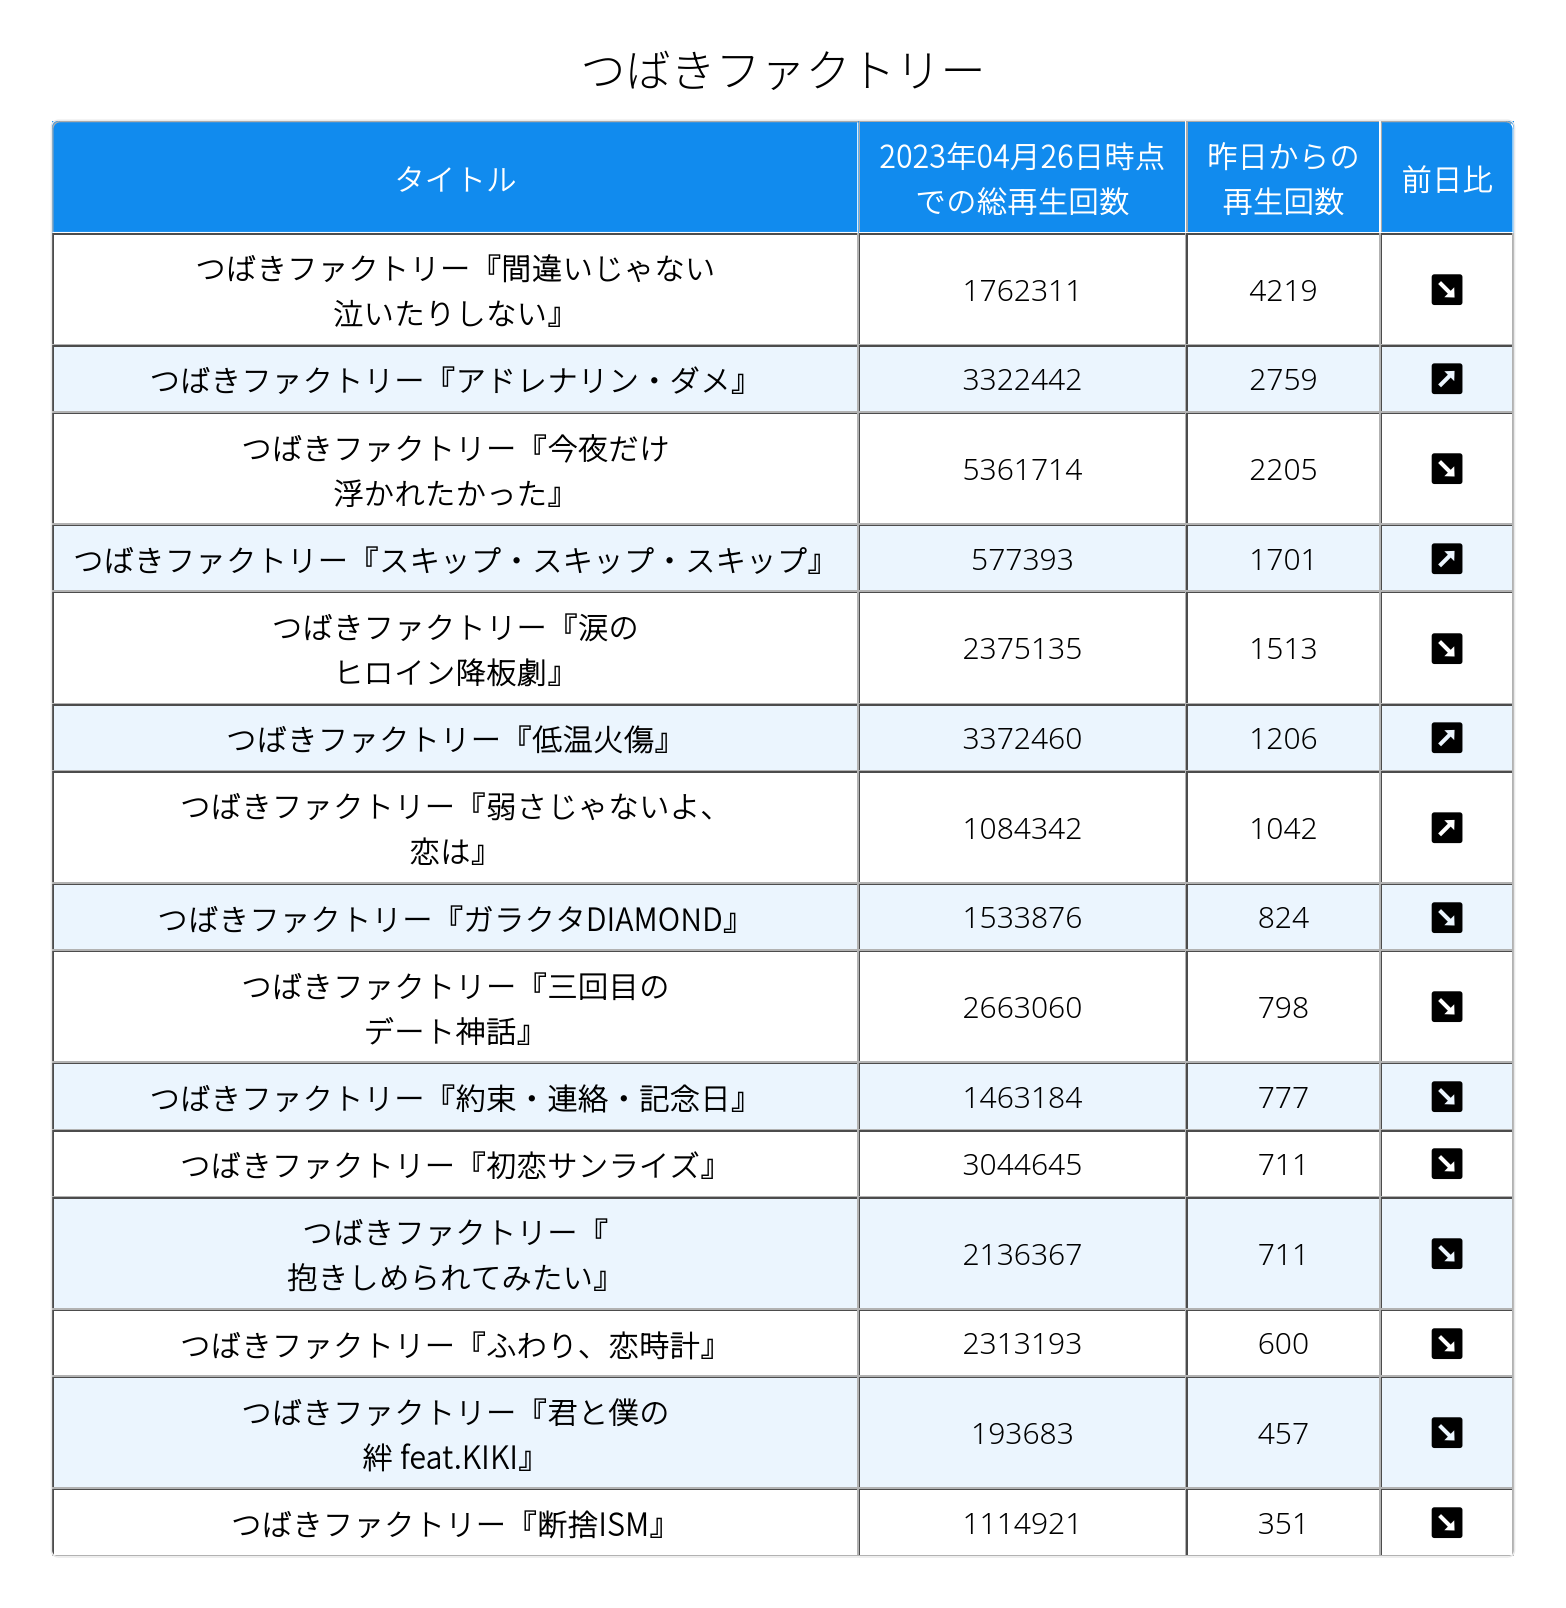 つばきファクトリー
タイトル
2023年04月26日時点
での総再生回数
昨日からの
再生回数
前日比
つばきファクトリー『間違いじゃない
泣いたりしない』
1762311
4219
つばきファクトリー『アドレナリン・ダメ』
3322442
2759
つばきファクトリー『今夜だけ
浮かれたかった』
5361714
2205
つばきファクトリー『スキップ・スキップ・スキップ』
577393
1701
つばきファクトリー『涙の
ヒロイン降板劇』
2375135
1513
つばきファクトリー『低温火傷』
3372460
1206
つばきファクトリー『弱さじゃないよ、
恋は』
1084342
1042
つばきファクトリー『ガラクタDIAMOND』
1533876
824
つばきファクトリー『三回目の
デート神話』
2663060
798
つばきファクトリー『約束・連絡・記念日』
1463184
777
つばきファクトリー『初恋サンライズ』
3044645
711
つばきファクトリー『
抱きしめられてみたい』
2136367
711
つばきファクトリー『ふわり、恋時計』
2313193
600
つばきファクトリー『君と僕の
絆 feat.KIKI』
193683
457
つばきファクトリー『断捨ISM』
1114921
351